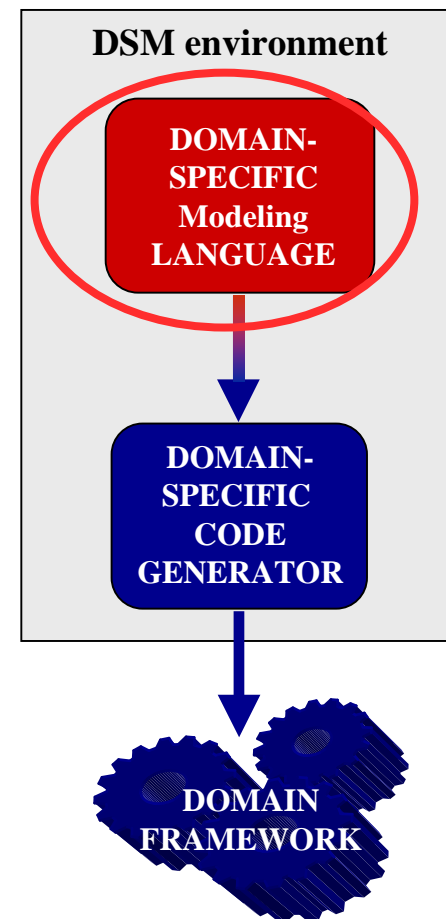 DSM environment
DOMAIN-
SPECIFIC
Modeling
LANGUAGE
DOMAIN-
SPECIFIC
CODE
GENERATOR
DOMAIN
FRAMEWORK